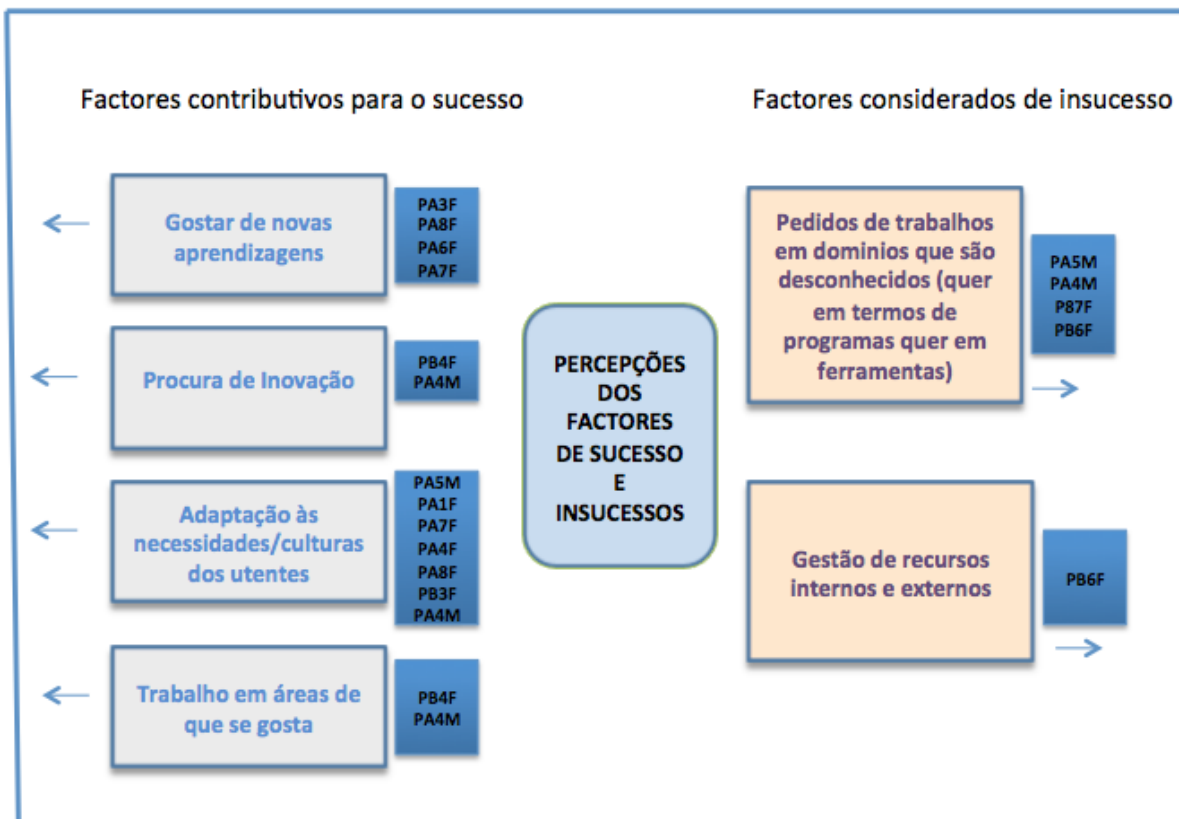 Factores contributivos para o sucesso
Gostar de novas
aprendizagens
PA3F
PA8F
PA6F
PA7F
Procura de Inovação
PB4F
PA4M
Adaptação às
necessidades/culturas
dos utentes
PA5M
PA1F
PA7F
PA4F
PA8F
PB3F
PA4M
Trabalho em áreas de
que se gosta
PB4F
PA4M
PERCEPÇÕES
DOS
FACTORES
DE SUCESSO
E
INSUCESSOS
Factores considerados de insucesso
Pedidos de trabalhos
em dominios que são
desconhecidos (quer
em termos de
programas quer em
ferramentas)
PA5M
PA4M
P87F
PB6F
Gestão de recursos
internos e externos
PB6F